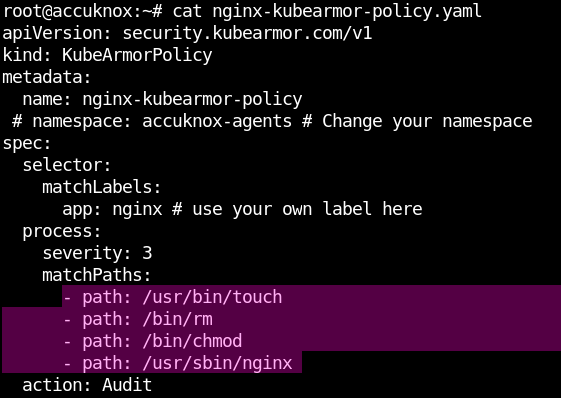 root@accuknox:~# cat nginx-kubearmor-policy.yaml
apiVersion: security.kubearmor.com/v1
kind: KubeArmorPolicy
metadata:
  name: nginx-kubearmor-policy
 # namespace: accuknox-agents # Change your namespace
spec:
  selector:
    matchLabels:
      app: nginx # use your own label here
  process:
    severity: 3
    matchPaths:
      - path: /usr/bin/touch
      - path: /bin/rm
      - path: /bin/chmod
      - path: /usr/sbin/nginx
  action: Audit